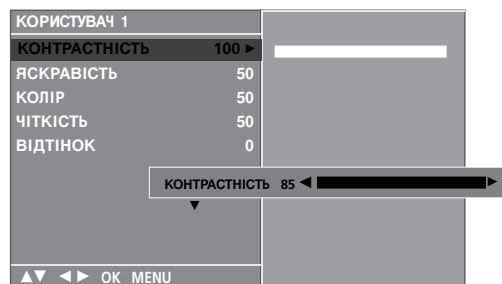 КОРИСТУВАЧ 1
КОНТРАСТНІСТЬ 100 ►
ЯСКРАВІСТЬ 50
КОЛІР 50
ЧІТКІСТЬ 50
ВІДТІНОК 0
КОНТРАСТНІСТЬ 85 ◄ ►
▼
▲▼ ◄► OK MENU